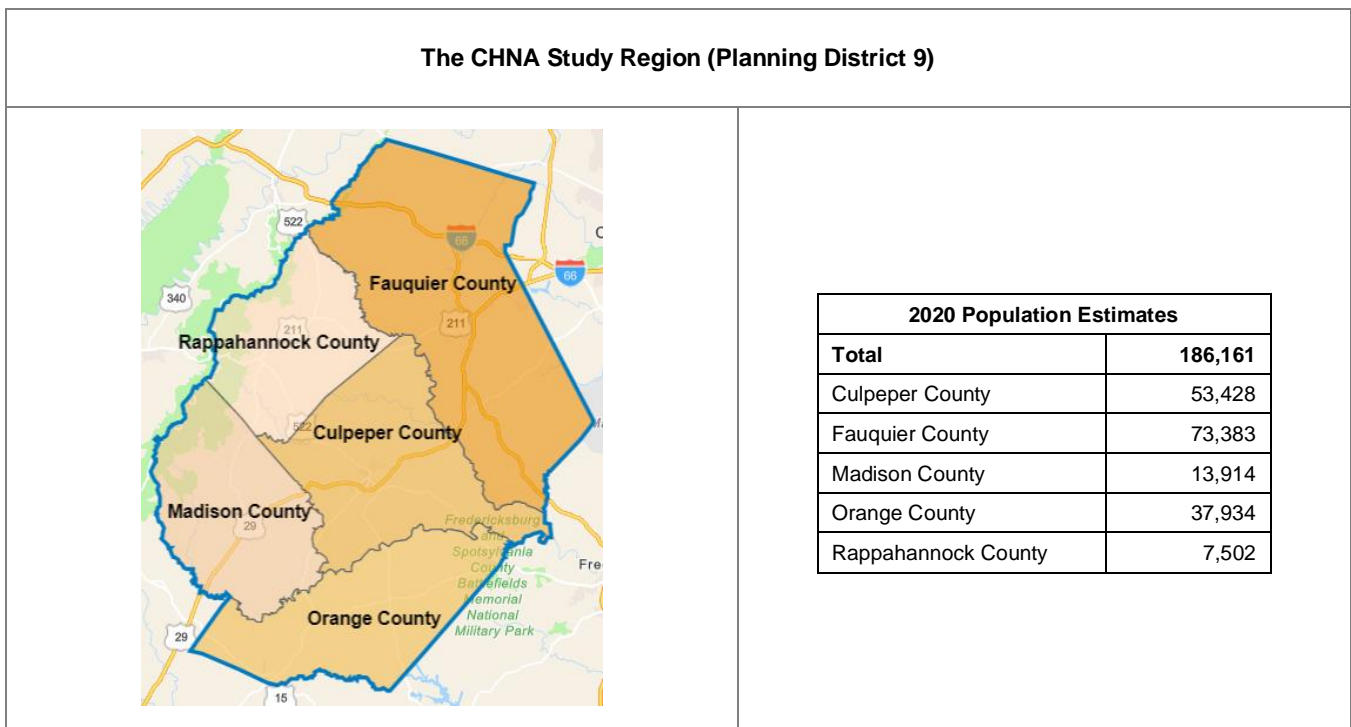 The CHNA Study Region (Planning District 9)
522
66
Fauquier County
66
340
211
211
Rappahannock County
522
Culpeper County
Madison County
29
Fredericksburg
and
Spotsylvania
County
Battlefields
Memorial
National
Military Park
Fre
Orange County
29
15
2020 Population Estimates
Total 186,161
Culpeper County 53,428
Fauquier County 73,383
Madison County 13,914
Orange County 37,934
Rappahannock County 7,502